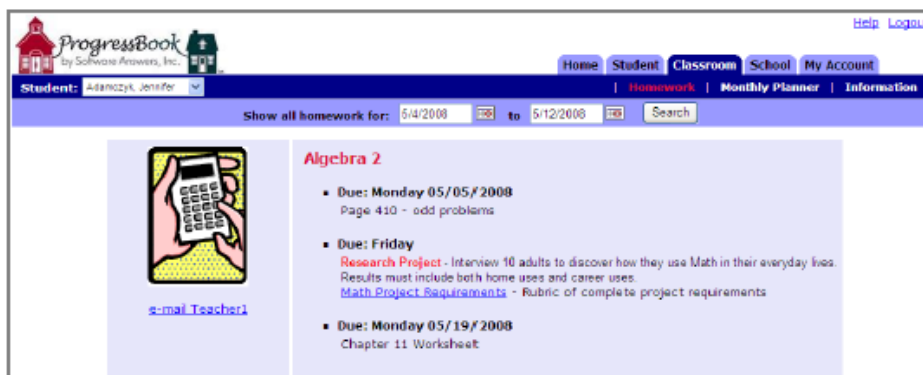 Help Logou
ProgressBook
by Software Answers, Inc.
Home Student Classroom School My Account
Student: Adamczyk, Jennifer | Homework | Monthly Planner | Information
Show all homework for: 5/4/2008 to 5/12/2008 Search
Algebra 2
Due: Monday 05/05//2008
Page 410 - odd problems
Due: Friday
Research Project - Interview 10 adults to discover how they use Math in their everyday lives.
Results must include both home uses and career uses.
Math Project Requirements - Rubric of complete project requirements
e-mail Teacher1
Due: Monday 05/19//2008
Chapter 11 Worksheet